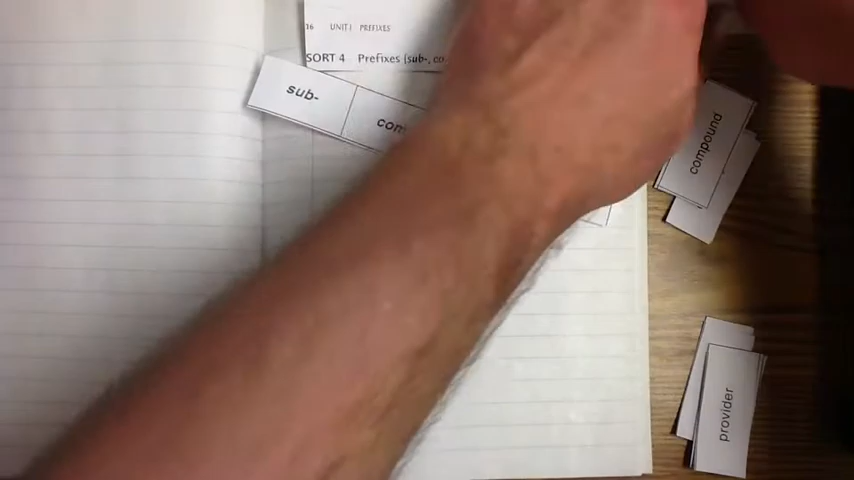 16 UNIT I PREFIXES
SORT 4 Prefixes (sub-, co
sub-
com
compound
provider